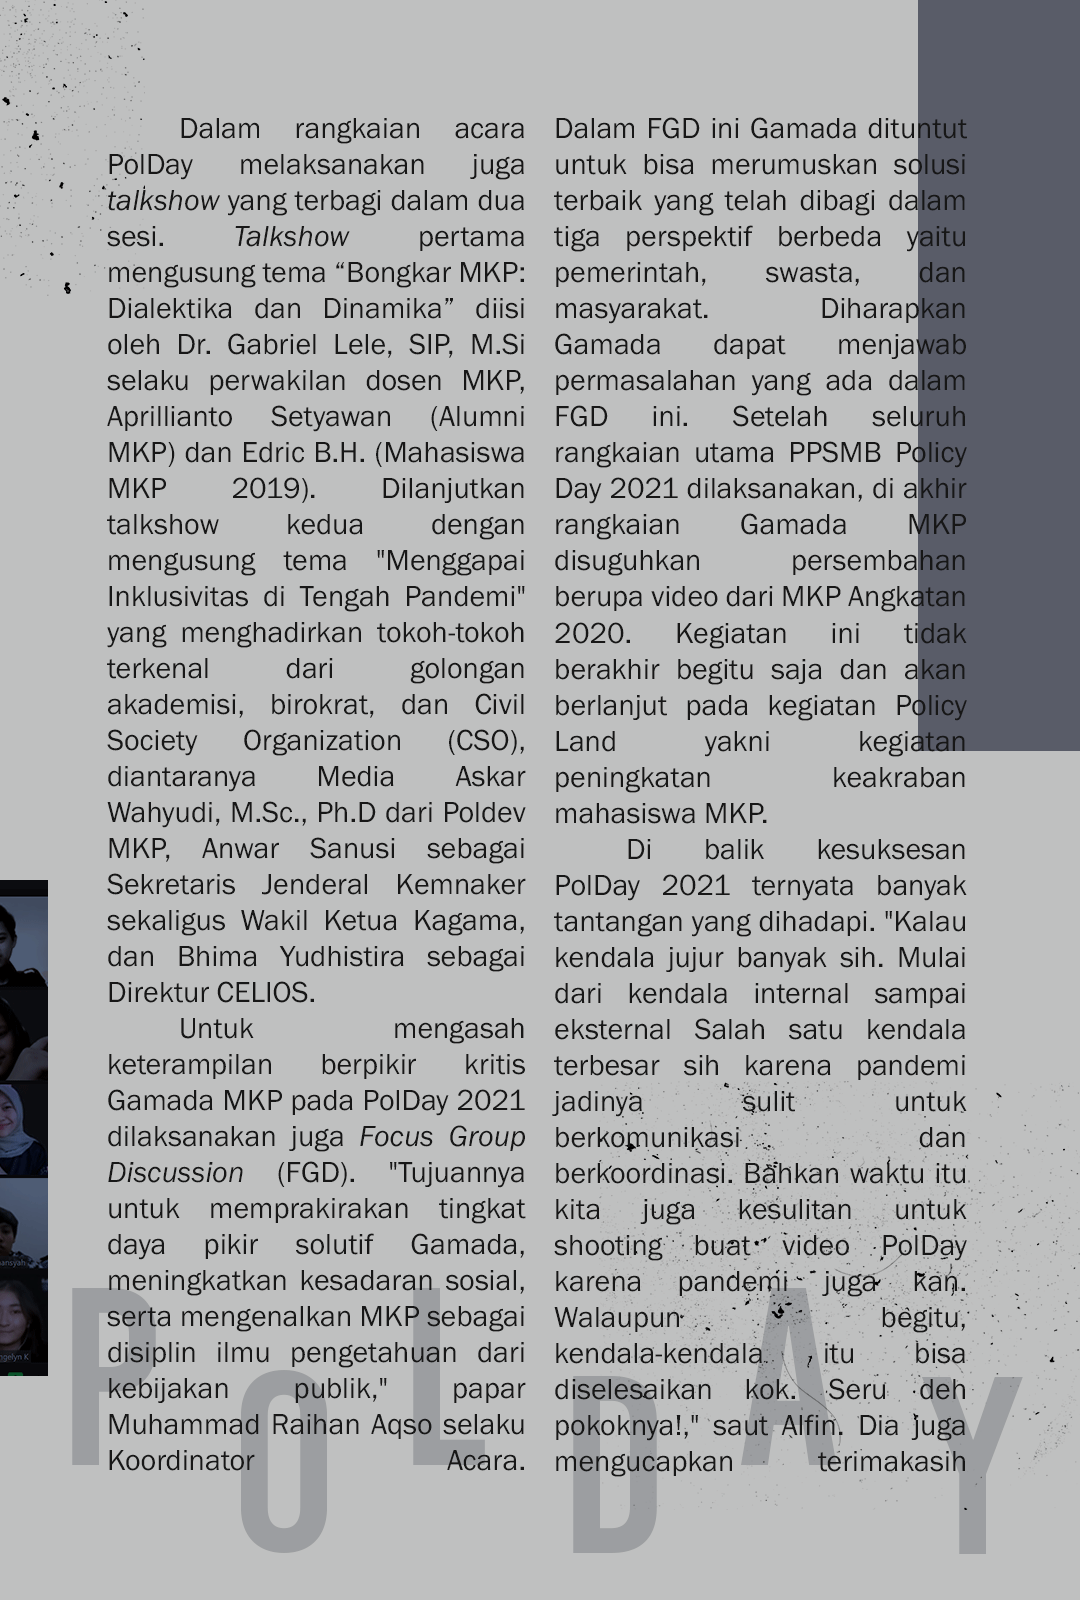 Dalam rangkaian acara
PolDay melaksanakan juga
talkshow yang terbagi dalam dua
sesi. Talkshow pertama
mengusung tema “Bongkar MKP:
Dialektika dan Dinamika” diisi
oleh Dr. Gabriel Lele, SIP, M.Si
selaku perwakilan dosen MKP,
Aprillianto Setyawan (Alumni
MKP) dan Edric B.H. (Mahasiswa
MKP 2019). Dilanjutkan
talkshow kedua dengan
mengusung tema "Menggapai
Inklusivitas di Tengah Pandemi"
yang menghadirkan tokoh-tokoh
terkenal dari golongan
akademisi, birokrat, dan Civil
Society Organization (CSO),
diantaranya Media Askar
Wahyudi, M.Sc., Ph.D dari Poldev
MKP, Anwar Sanusi sebagai
Sekretaris Jenderal Kemnaker
sekaligus Wakil Ketua Kagama,
dan Bhima Yudhistira sebagai
Direktur CELIOS.
Untuk mengasah
keterampilan berpikir kritis
Gamada MKP pada PolDay 2021
dilaksanakan juga Focus Group
Discussion (FGD). "Tujuannya
untuk memprakirakan tingkat
daya pikir solutif Gamada,
meningkatkan kesadaran sosial,
serta mengenalkan MKP sebagai
disiplin ilmu pengetahuan dari
kebijakan publik," papar
Muhammad Raihan Aqso selaku
Koordinator Acara.
Dalam FGD ini Gamada dituntut
untuk bisa merumuskan solusi
terbaik yang telah dibagi dalam
tiga perspektif berbeda yaitu
pemerintah, swasta, dan
masyarakat. Diharapkan
Gamada dapat menjawab
permasalahan yang ada dalam
FGD ini. Setelah seluruh
rangkaian utama PPSMB Policy
Day 2021 dilaksanakan, di akhir
rangkaian Gamada MKP
disuguhkan persembahan
berupa video dari MKP Angkatan
2020. Kegiatan ini tidak
berakhir begitu saja dan akan
berlanjut pada kegiatan Policy
Land yakni kegiatan
peningkatan keakraban
mahasiswa MKP.
Di balik kesuksesan
PolDay 2021 ternyata banyak
tantangan yang dihadapi. "Kalau
kendala jujur banyak sih. Mulai
dari kendala internal sampai
eksternal Salah satu kendala
terbesar sih karena pandemi
jadinya sulit untuk
berkomunikasi dan
berkoordinasi. Bahkan waktu itu
kita juga kesulitan untuk
shooting buat video PolDay
karena pandemi juga kan.
Walaupun begitu,
kendala-kendala itu bisa
diselesaikan kok. Seru deh
pokoknya!," saut Alfin. Dia juga
mengucapkan terimakasih
POLDAY